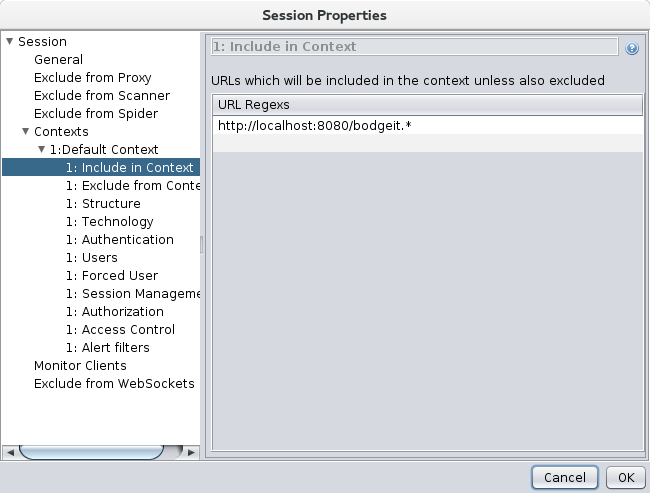 Session Properties
Session
General
Exclude from Proxy
Exclude from Scanner
Exclude from Spider
Contexts
1:Default Context
1: Include in Context
1: Exclude from Conte
1: Structure
1: Technology
1: Authentication
1: Users
1: Forced User
1: Session Manageme
1: Authorization
1: Access Control
1: Alert filters
Monitor Clients
Exclude from WebSockets
1: Include in Context
?
URLs which will be included in the context unless also excluded
URL Regexs
http://localhost:8080/bodgeit.*
Cancel
OK